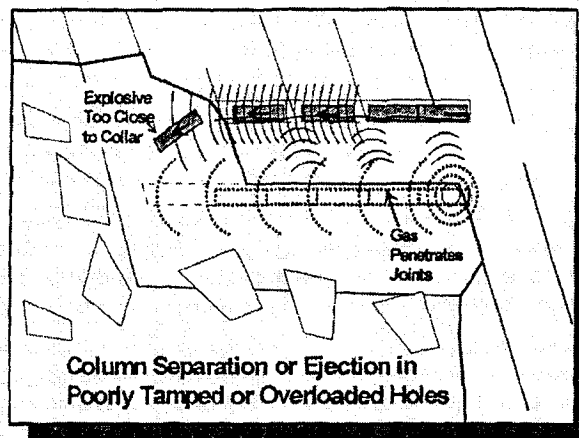 Explosive
Too Close
to Collar
Gas
Penetrates
Joints
Column Separation or Ejection in
Poorly Tamped or Overloaded Holes